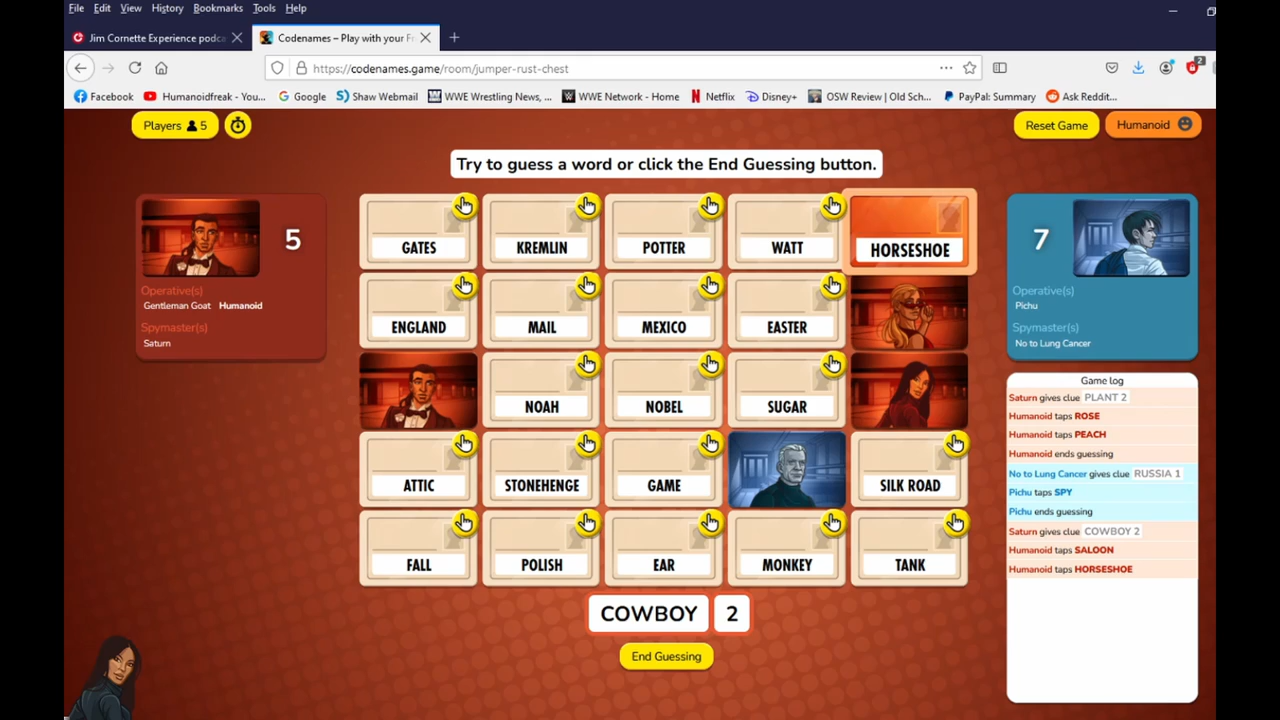 File Edit View History Bookmarks Tools Help
Jim Cornette Experience podca
Codenames – Play with your Fr
https://codenames.game/room/jumper-rust-chest
2
Facebook Humanoidfreak - You... Google Shaw Webmail WWE Wrestling News, ... WWE Network - Home Netflix Disney+ OSW Review | Old Sch... PayPal: Summary Ask Reddit...
Players 5
Reset Game
Humanoid
Try to guess a word or click the End Guessing button.
5
Operative(s)
Gentleman Goat Humanoid
Spymaster(s)
Saturn
GATES KREMLIN POTTER WATT HORSESHOE
ENGLAND MAIL MEXICO EASTER
NOAH NOBEL SUGAR
ATTIC STONEHENGE GAME SILK ROAD
FALL POLISH EAR MONKEY TANK
COWBOY 2
End Guessing
7
Operative(s)
Pichu
Spymaster(s)
No to Lung Cancer
Game log
Saturn gives clue PLANT 2
Humanoid taps ROSE
Humanoid taps PEACH
Humanoid ends guessing
No to Lung Cancer gives clue RUSSIA 1
Pichu taps SPY
Pichu ends guessing
Saturn gives clue COWBOY 2
Humanoid taps SALOON
Humanoid taps HORSESHOE